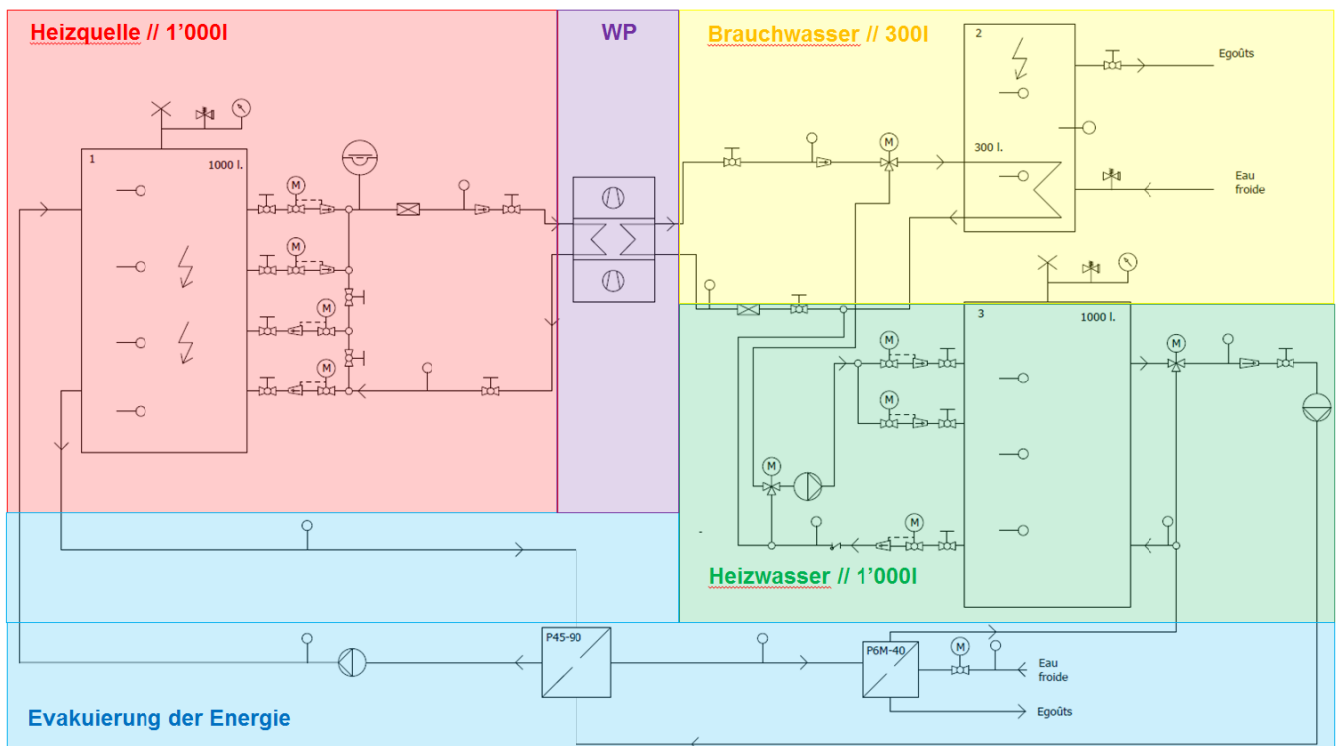 Heizquelle // 1’000l
WP
Brauchwasser // 300l
2
Egoûts
300 l.
Eau
froide
1
1000 l.
M
M
M
M
M
3
1000 l.
M
M
M
M
M
Heizwasser // 1’000l
P45-90
P6M-40
M
Eau
froide
Egoûts
Evakuierung der Energie